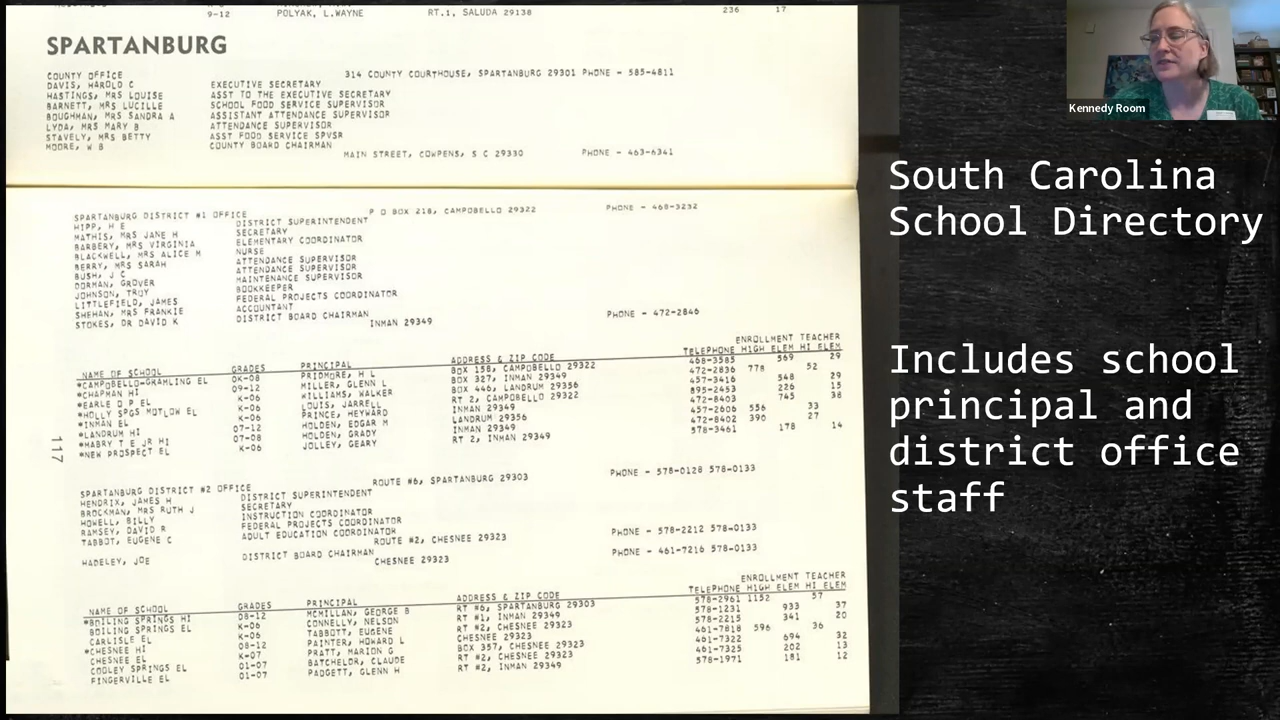 9-12 POLYAK, L.WAYNE RT.1, SALUDA 29138 236 17
SPARTANBURG
COUNTY OFFICE 314 COUNTY COURTHOUSE, SPARTANBURG 29301 PHONE - 585-4811
DAVIS, HAROLD C EXECUTIVE SECRETARY
HASTINGS, MRS LOUISE ASST TO THE EXECUTIVE SECRETARY
BARNETT, MRS LUCILLE SCHOOL FOOD SERVICE SUPERVISOR
BOUGHMAN, MRS SANDRA A ASSISTANT ATTENDANCE SUPERVISOR
LYDA, MRS MARY B ATTENDANCE SUPERVISOR
STAVELY, MRS BETTY ASST FOOD SERVICE SPVSR
MOORE, W B COUNTY BOARD CHAIRMAN
MAIN STREET, COWPENS, S C 29330 PHONE - 463-6341
SPARTANBURG DISTRICT #1 OFFICE P O BOX 218, CAMPOBELLO 29322 PHONE - 468-3232
HIPP, H E DISTRICT SUPERINTENDENT
MATHIS, MRS JANE H SECRETARY
BARBERY, MRS VIRGINIA ELEMENTARY COORDINATOR
BLACKWELL, MRS ALICE M NURSE
BERRY, MRS SARAH ATTENDANCE SUPERVISOR
BUSH, J C ATTENDANCE SUPERVISOR
DORMAN, GROVER MAINTENANCE SUPERVISOR
JOHNSON, TROY BOOKKEEPER
LITTLEFIELD, JAMES FEDERAL PROJECTS COORDINATOR
SHEHAN, MRS FRANKIE ACCOUNTANT
STOKES, DR DAVID K DISTRICT BOARD CHAIRMAN
INMAN 29349 PHONE - 472-2846
ENROLLMENT TEACHER
NAME OF SCHOOL GRADES PRINCIPAL ADDRESS & ZIP CODE TELEPHONE HIGH ELEM HI ELEM
*CAMPOBELLO-GRAMLING EL OK-08 PRIDMORE, H L BOX 158, CAMPOBELLO 29322 468-3585 569 29
*CHAPMAN HI 09-12 MILLER, GLENN L BOX 327, INMAN 29349 472-2836 778 52
*EARLE O P EL K-06 WILLIAMS, WALKER BOX 446, LANDRUM 29356 457-3416 548 29
*HOLLY SPGS MOTLOW EL K-06 LOUIS, JARRELL RT 2, CAMPOBELLO 29322 895-2453 226 15
*INMAN EL K-06 PRINCE, HEYWARD INMAN 29349 472-8403 745 38
*LANDRUM HI 07-12 HOLDEN, EDGAR M LANDRUM 29356 457-2606 556 33
*MABRY T E JR HI 07-08 HOLDEN, GRADY INMAN 29349 472-8402 390 27
*NEW PROSPECT EL K-06 JOLLEY, GEARY RT 2, INMAN 29349 578-3461 178 14
117
SPARTANBURG DISTRICT #2 OFFICE ROUTE #6, SPARTANBURG 29303 PHONE - 578-0128 578-0133
HENDRIX, JAMES H DISTRICT SUPERINTENDENT
BROCKMAN, MRS RUTH J SECRETARY
HOWELL, BILLY INSTRUCTION COORDINATOR
RAMSEY, DAVID R FEDERAL PROJECTS COORDINATOR
TABBOT, EUGENE C ADULT EDUCATION COORDINATOR
ROUTE #2, CHESNEE 29323 PHONE - 578-2212 578-0133
HADELEY, JOE DISTRICT BOARD CHAIRMAN
CHESNEE 29323 PHONE - 461-7216 578-0133
ENROLLMENT TEACHER
NAME OF SCHOOL GRADES PRINCIPAL ADDRESS & ZIP CODE TELEPHONE HIGH ELEM HI ELEM
*BOILING SPRINGS HI 08-12 MCMILLAN, GEORGE B RT #6, SPARTANBURG 29303 578-2961 1152 57
BOILING SPRINGS EL K-06 CONNELLY, NELSON RT #1, INMAN 29349 578-1231 933 37
CARLISLE EL K-06 TABBOTT, EUGENE RT #2, CHESNEE 29323 578-2215 341 20
*CHESNEE HI 08-12 PAINTER, HOWARD L CHESNEE 29323 461-7818 596 36
CHESNEE EL K-07 PRATT, MARION G BOX 357, CHESNEE 29323 461-7322 694 32
COOLEY SPRINGS EL 01-07 BATCHELOR, CLAUDE RT #2, CHESNEE 29323 461-7325 202 13
FINGERVILLE EL 01-07 PADGETT, GLENN H RT #2, INMAN 29349 578-1971 181 12
Kennedy Room
South Carolina
School Directory
Includes school
principal and
district office
staff